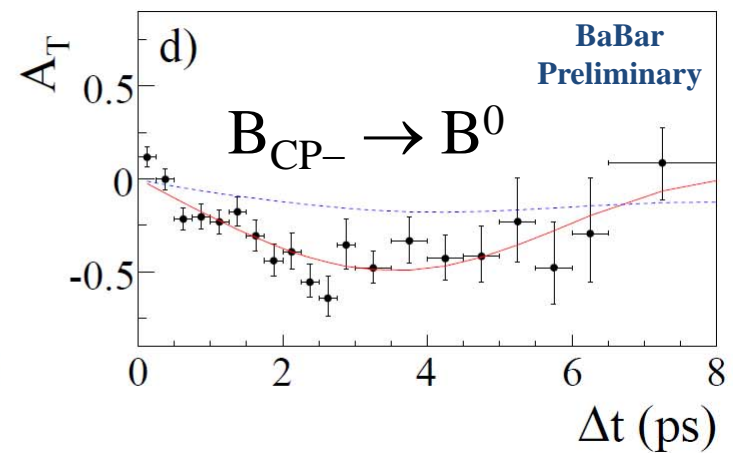 A_T
d)
BaBar
Preliminary
B_CP− → B^0
0.5
0
-0.5
0 2 4 6 8
Δt (ps)